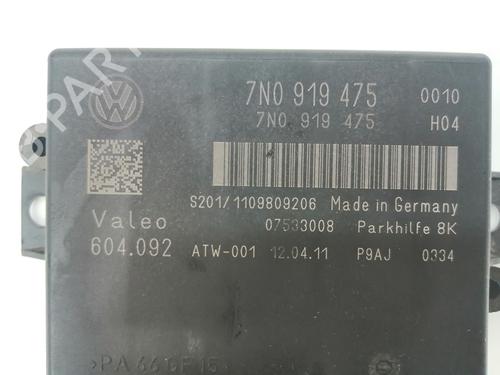 7N0 919 475 0010
7N0 919 475 H04
S201/1109809206 Made in Germany
Valeo 07533008 Parkhilfe 8K
604.092 ATW-001 12.04.11 P9AJ 0334